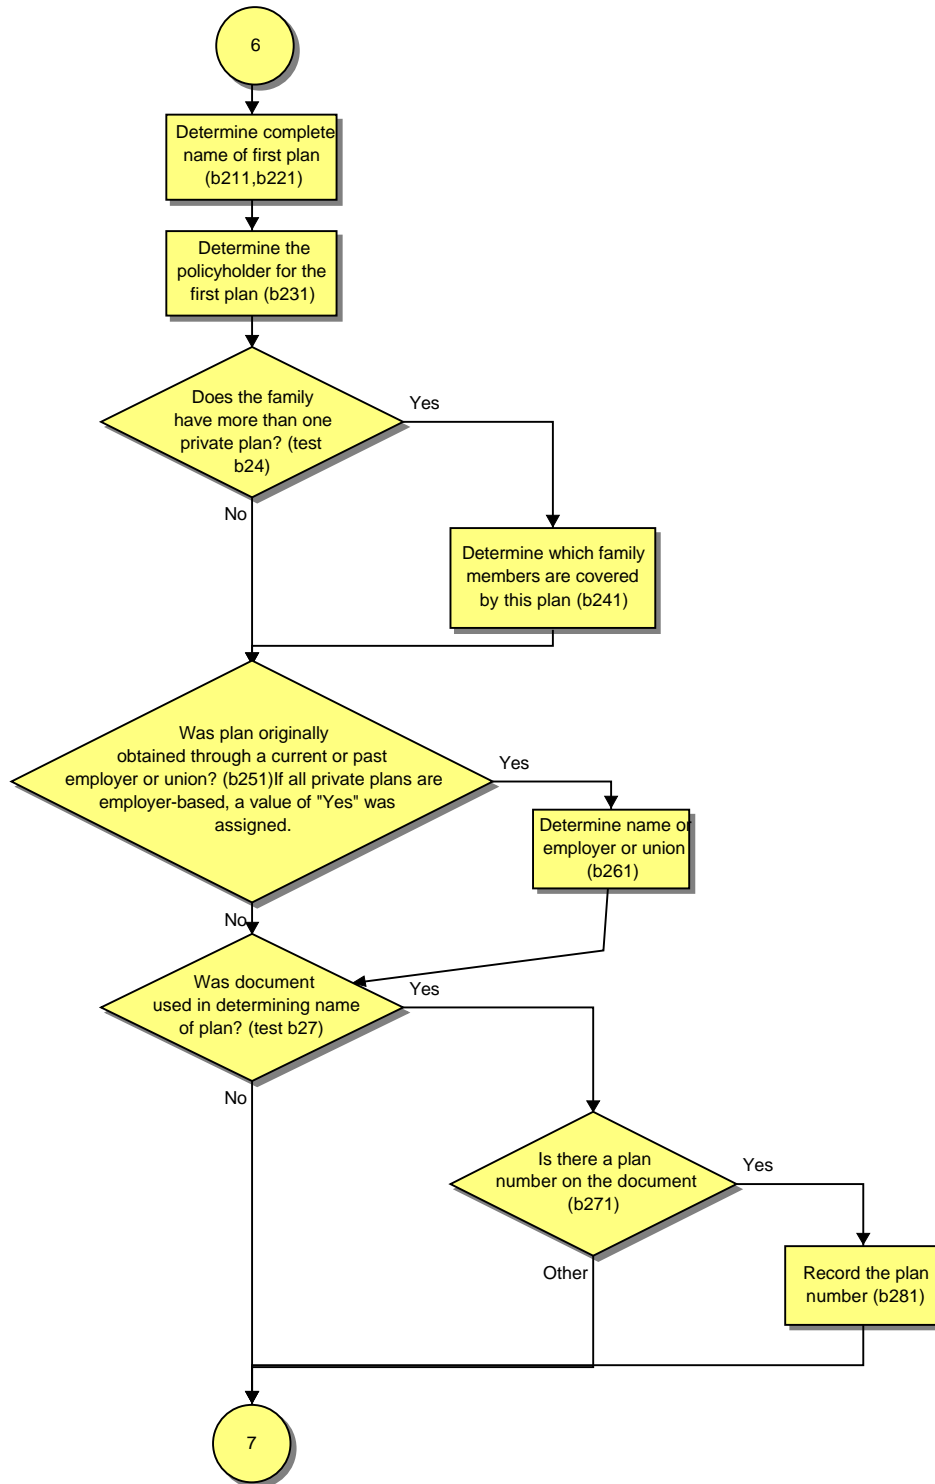 6
Determine complete
name of first plan
(b211,b221)
Determine the
policyholder for the
first plan (b231)
Does the family
have more than one
private plan? (test
b24)
Yes
No
Determine which family
members are covered
by this plan (b241)
Was plan originally
obtained through a current or past
employer or union? (b251)If all private plans are
employer-based, a value of "Yes" was
assigned.
Yes
No
Determine name or
employer or union
(b261)
Was document
used in determining name
of plan? (test b27)
Yes
No
Is there a plan
number on the document
(b271)
Yes
Other
Record the plan
number (b281)
7